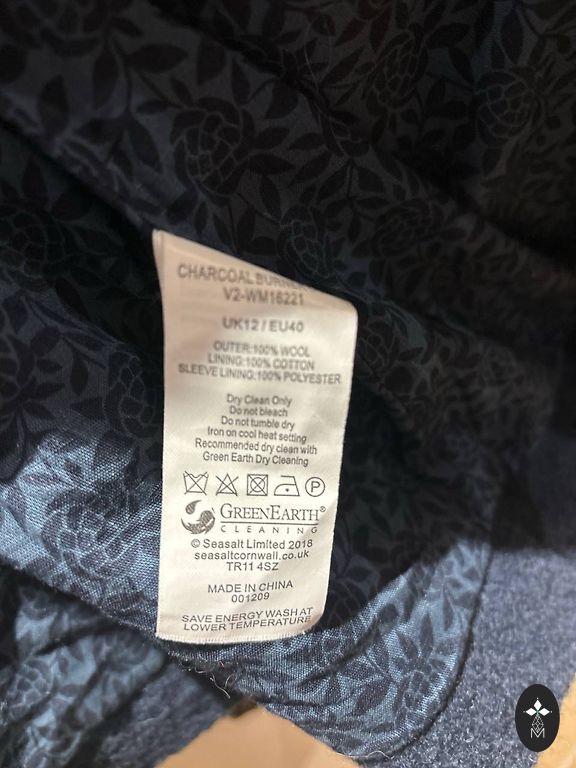 CHARCOAL BURNER
V2-WM16221
UK12 / EU40
OUTER:100% WOOL
LINING:100% COTTON
SLEEVE LINING:100% POLYESTER
Dry Clean Only
Do not bleach
Do not tumble dry
Iron on cool heat setting
Recommended dry clean with
Green Earth Dry Cleaning
P
GREENEARTH®
CLEANING
© Seasalt Limited 2018
seasaltcornwall.co.uk
TR11 4SZ
MADE IN CHINA
001209
SAVE ENERGY WASH AT
LOWER TEMPERATURE
M